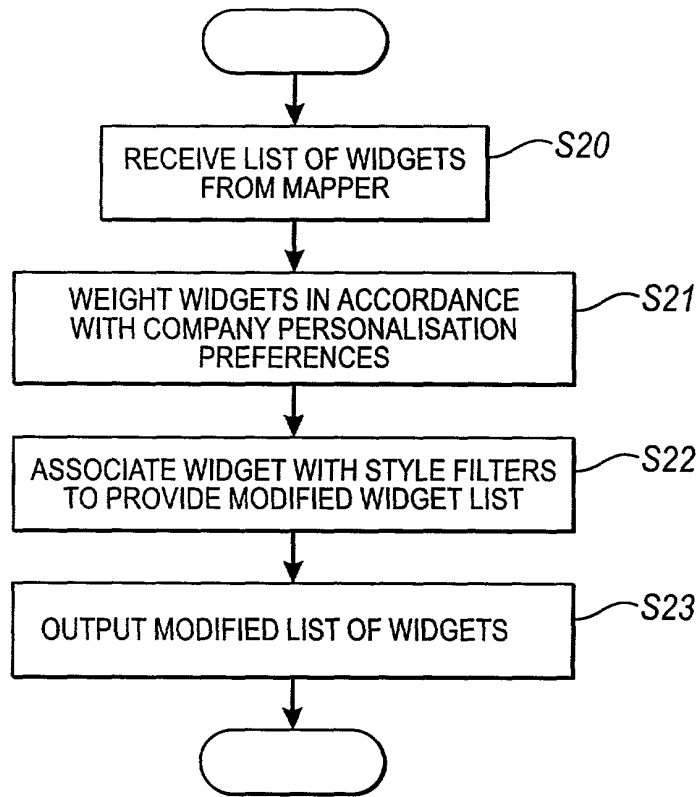 RECEIVE LIST OF WIDGETS
FROM MAPPER
S20
WEIGHT WIDGETS IN ACCORDANCE
WITH COMPANY PERSONALISATION
PREFERENCES
S21
ASSOCIATE WIDGET WITH STYLE FILTERS
TO PROVIDE MODIFIED WIDGET LIST
S22
OUTPUT MODIFIED LIST OF WIDGETS
S23